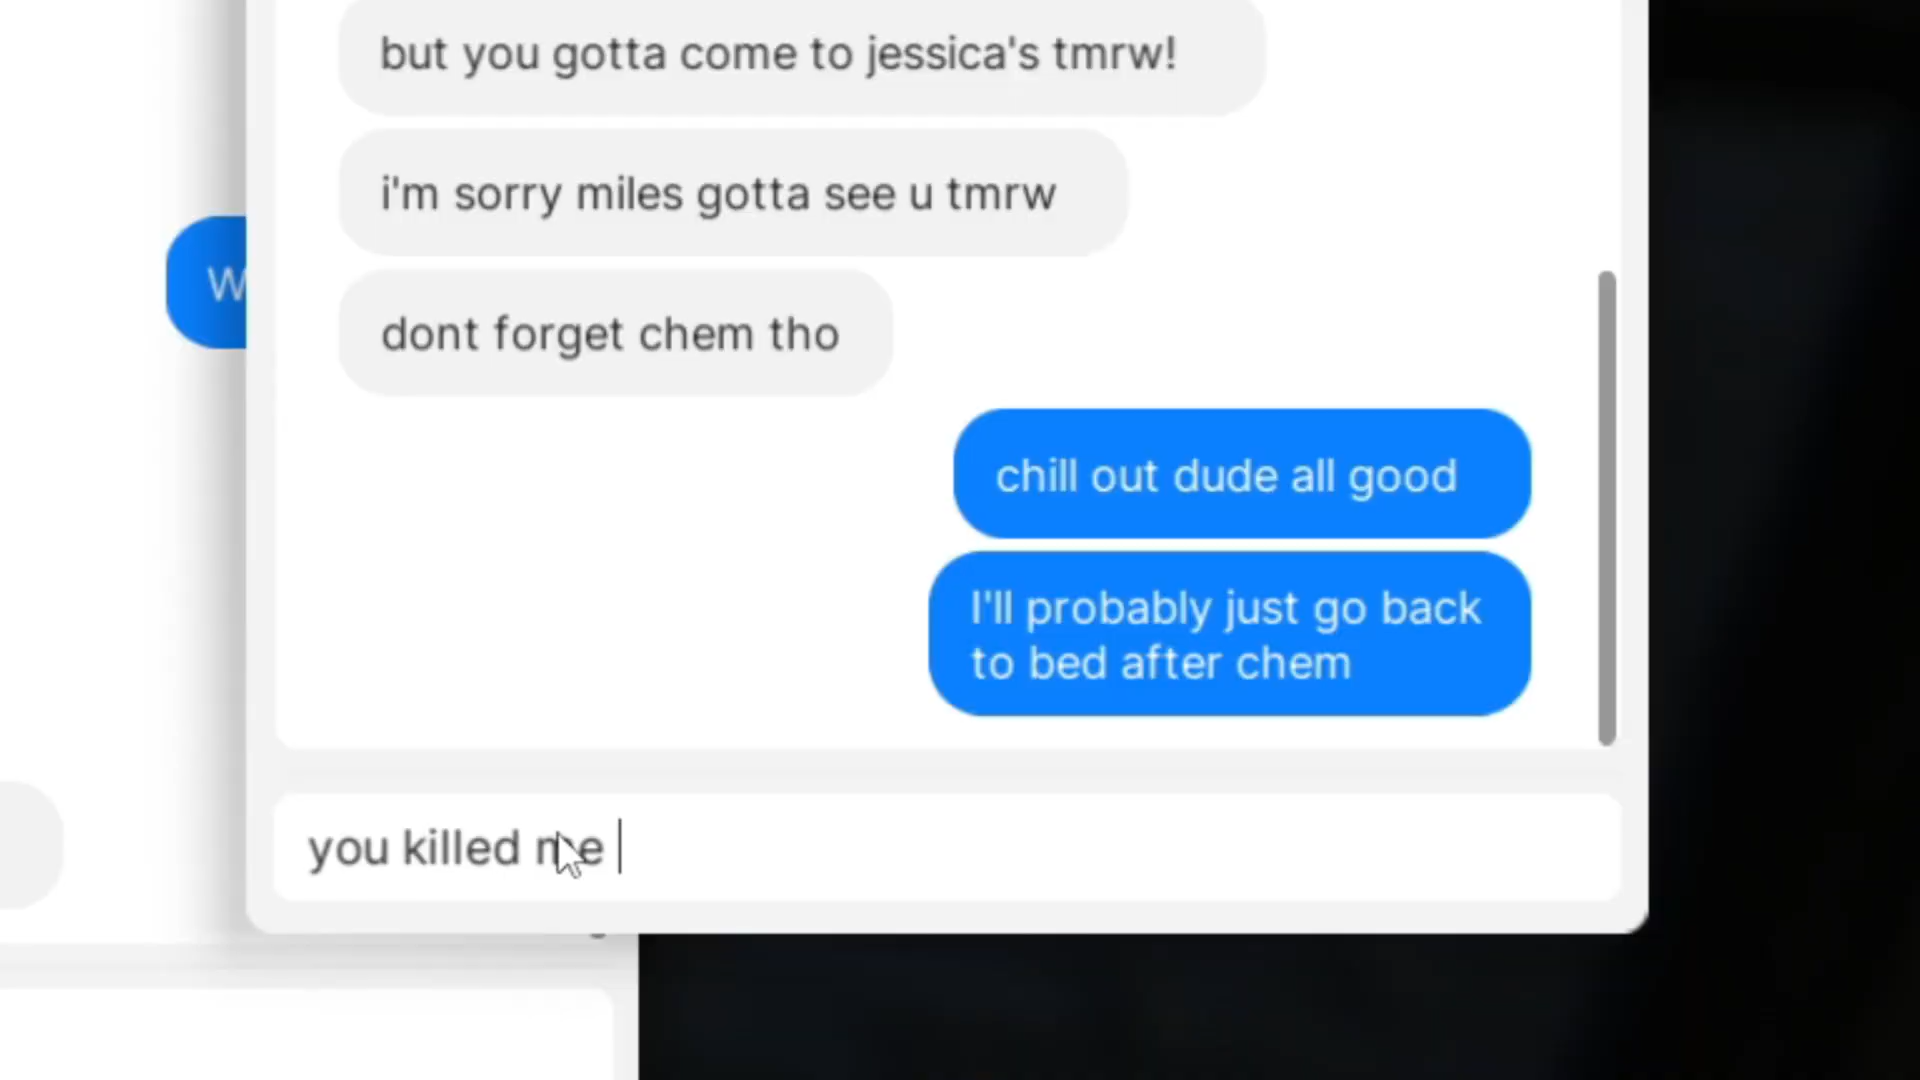 but you gotta come to jessica's tmrw!
i'm sorry miles gotta see u tmrw
W
dont forget chem tho
chill out dude all good
I'll probably just go back
to bed after chem
you killed me